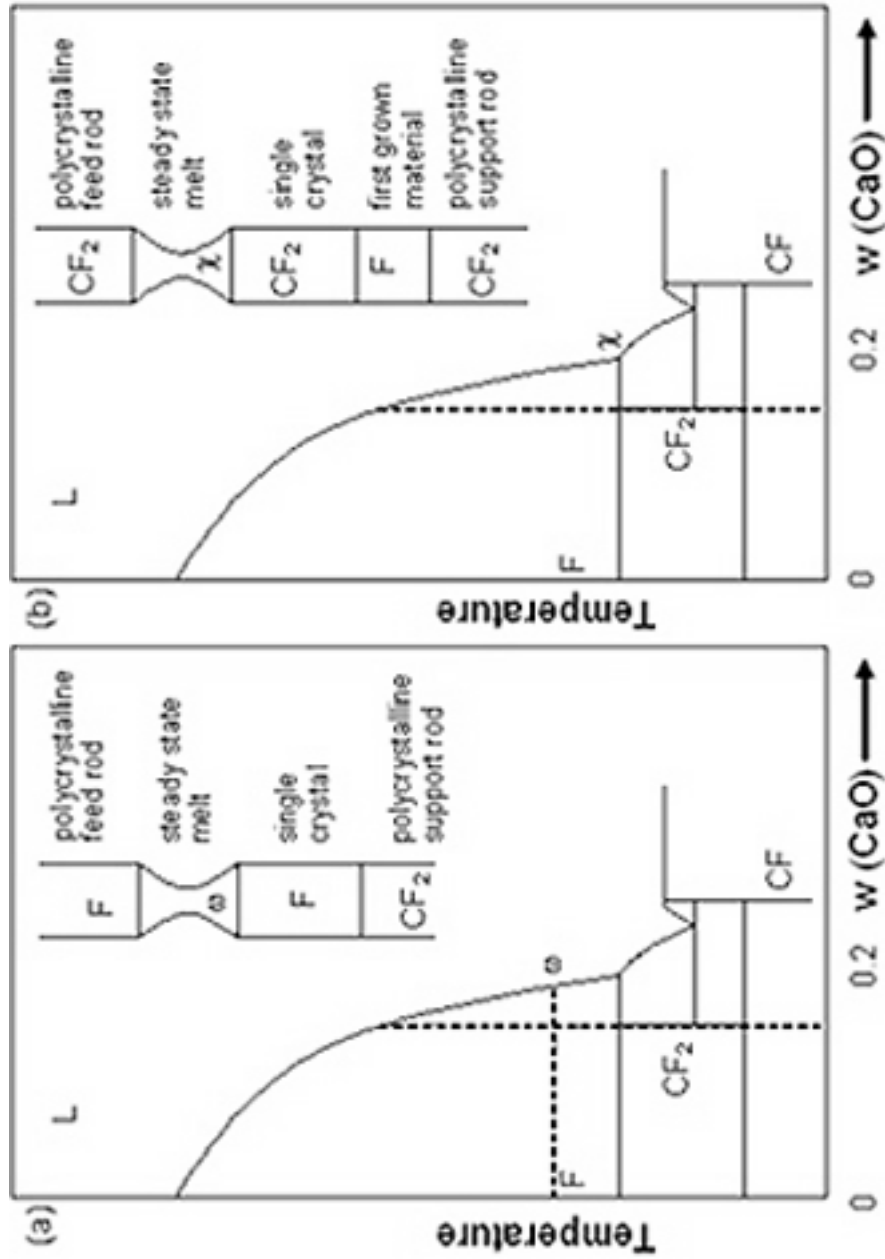 (a)
L
polycrystalline
feed rod
steady state
melt
single
crystal
polycrystalline
support rod
F
ω
F
CF₂
ω
F
CF₂
CF
Temperature
0
0.2
w (CaO)
(b)
L
polycrystalline
feed rod
steady state
melt
single
crystal
first grown
material
polycrystalline
support rod
CF₂
χ
CF₂
F
CF₂
χ
F
CF₂
CF
Temperature
0
0.2
w (CaO)